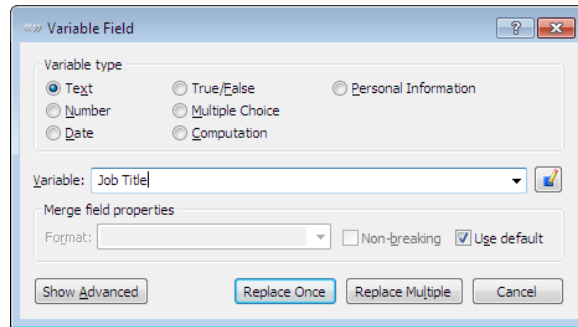 «»» Variable Field
Variable type
Text True/False Personal Information
Number Multiple Choice
Date Computation
Variable: Job Title
Merge field properties
Format: Non-breaking Use default
Show Advanced Replace Once Replace Multiple Cancel